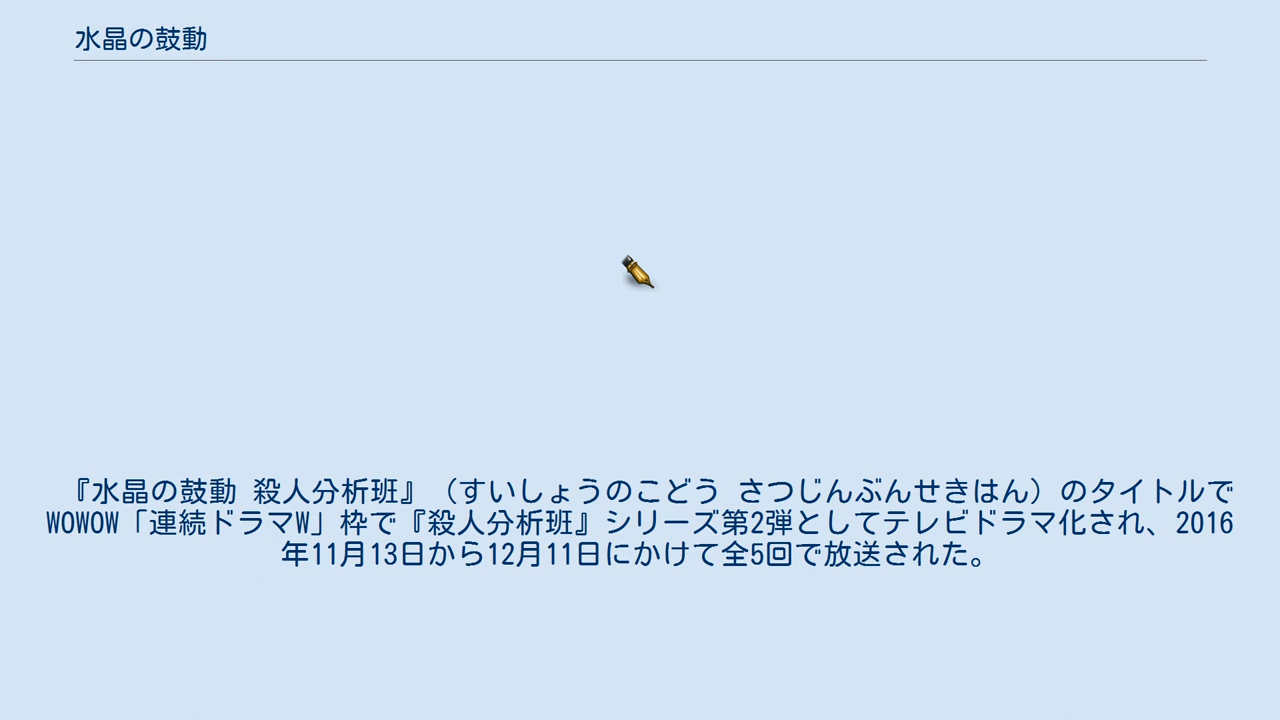 水晶の鼓動
『水晶の鼓動 殺人分析班』（すいしょうのこどう さつじんぶんせきはん）のタイトルで
WOWOW「連続ドラマW」枠で『殺人分析班』シリーズ第2弾としてテレビドラマ化され、2016
年11月13日から12月11日にかけて全5回で放送された。